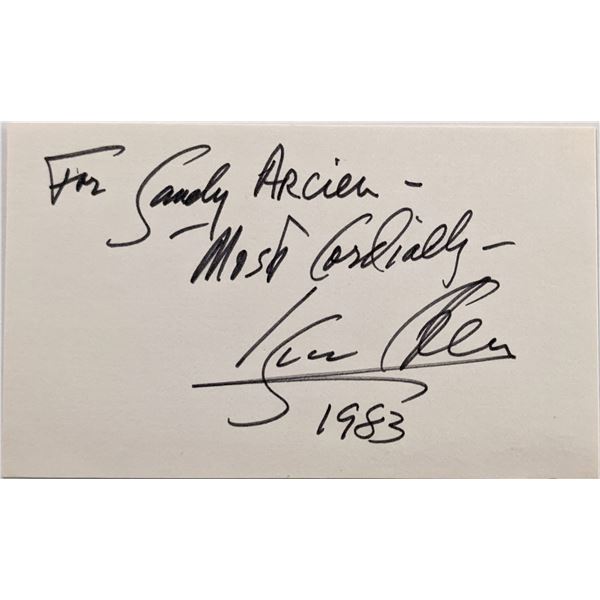 For Sandy Arcieri -
- Most Cordially -
1983